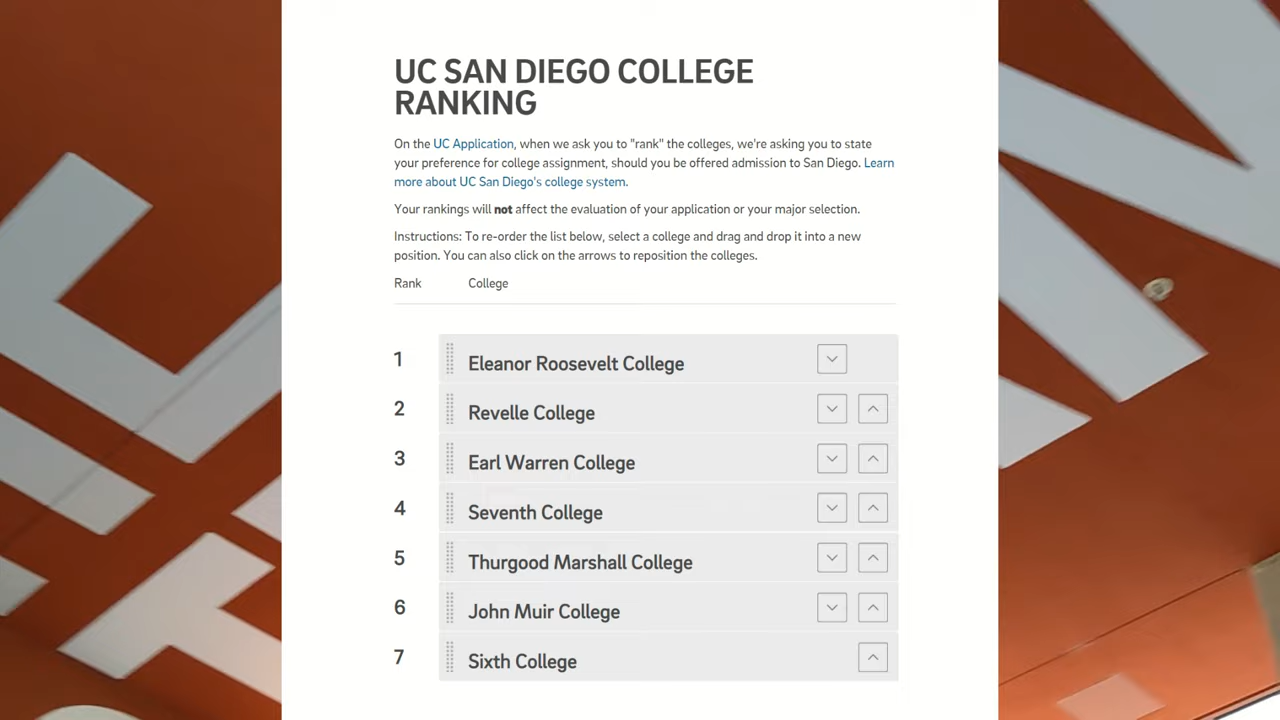 UC SAN DIEGO COLLEGE
RANKING
On the UC Application, when we ask you to "rank" the colleges, we're asking you to state
your preference for college assignment, should you be offered admission to San Diego. Learn
more about UC San Diego's college system.
Your rankings will not affect the evaluation of your application or your major selection.
Instructions: To re-order the list below, select a college and drag and drop it into a new
position. You can also click on the arrows to reposition the colleges.
Rank College
1 Eleanor Roosevelt College
2 Revelle College
3 Earl Warren College
4 Seventh College
5 Thurgood Marshall College
6 John Muir College
7 Sixth College